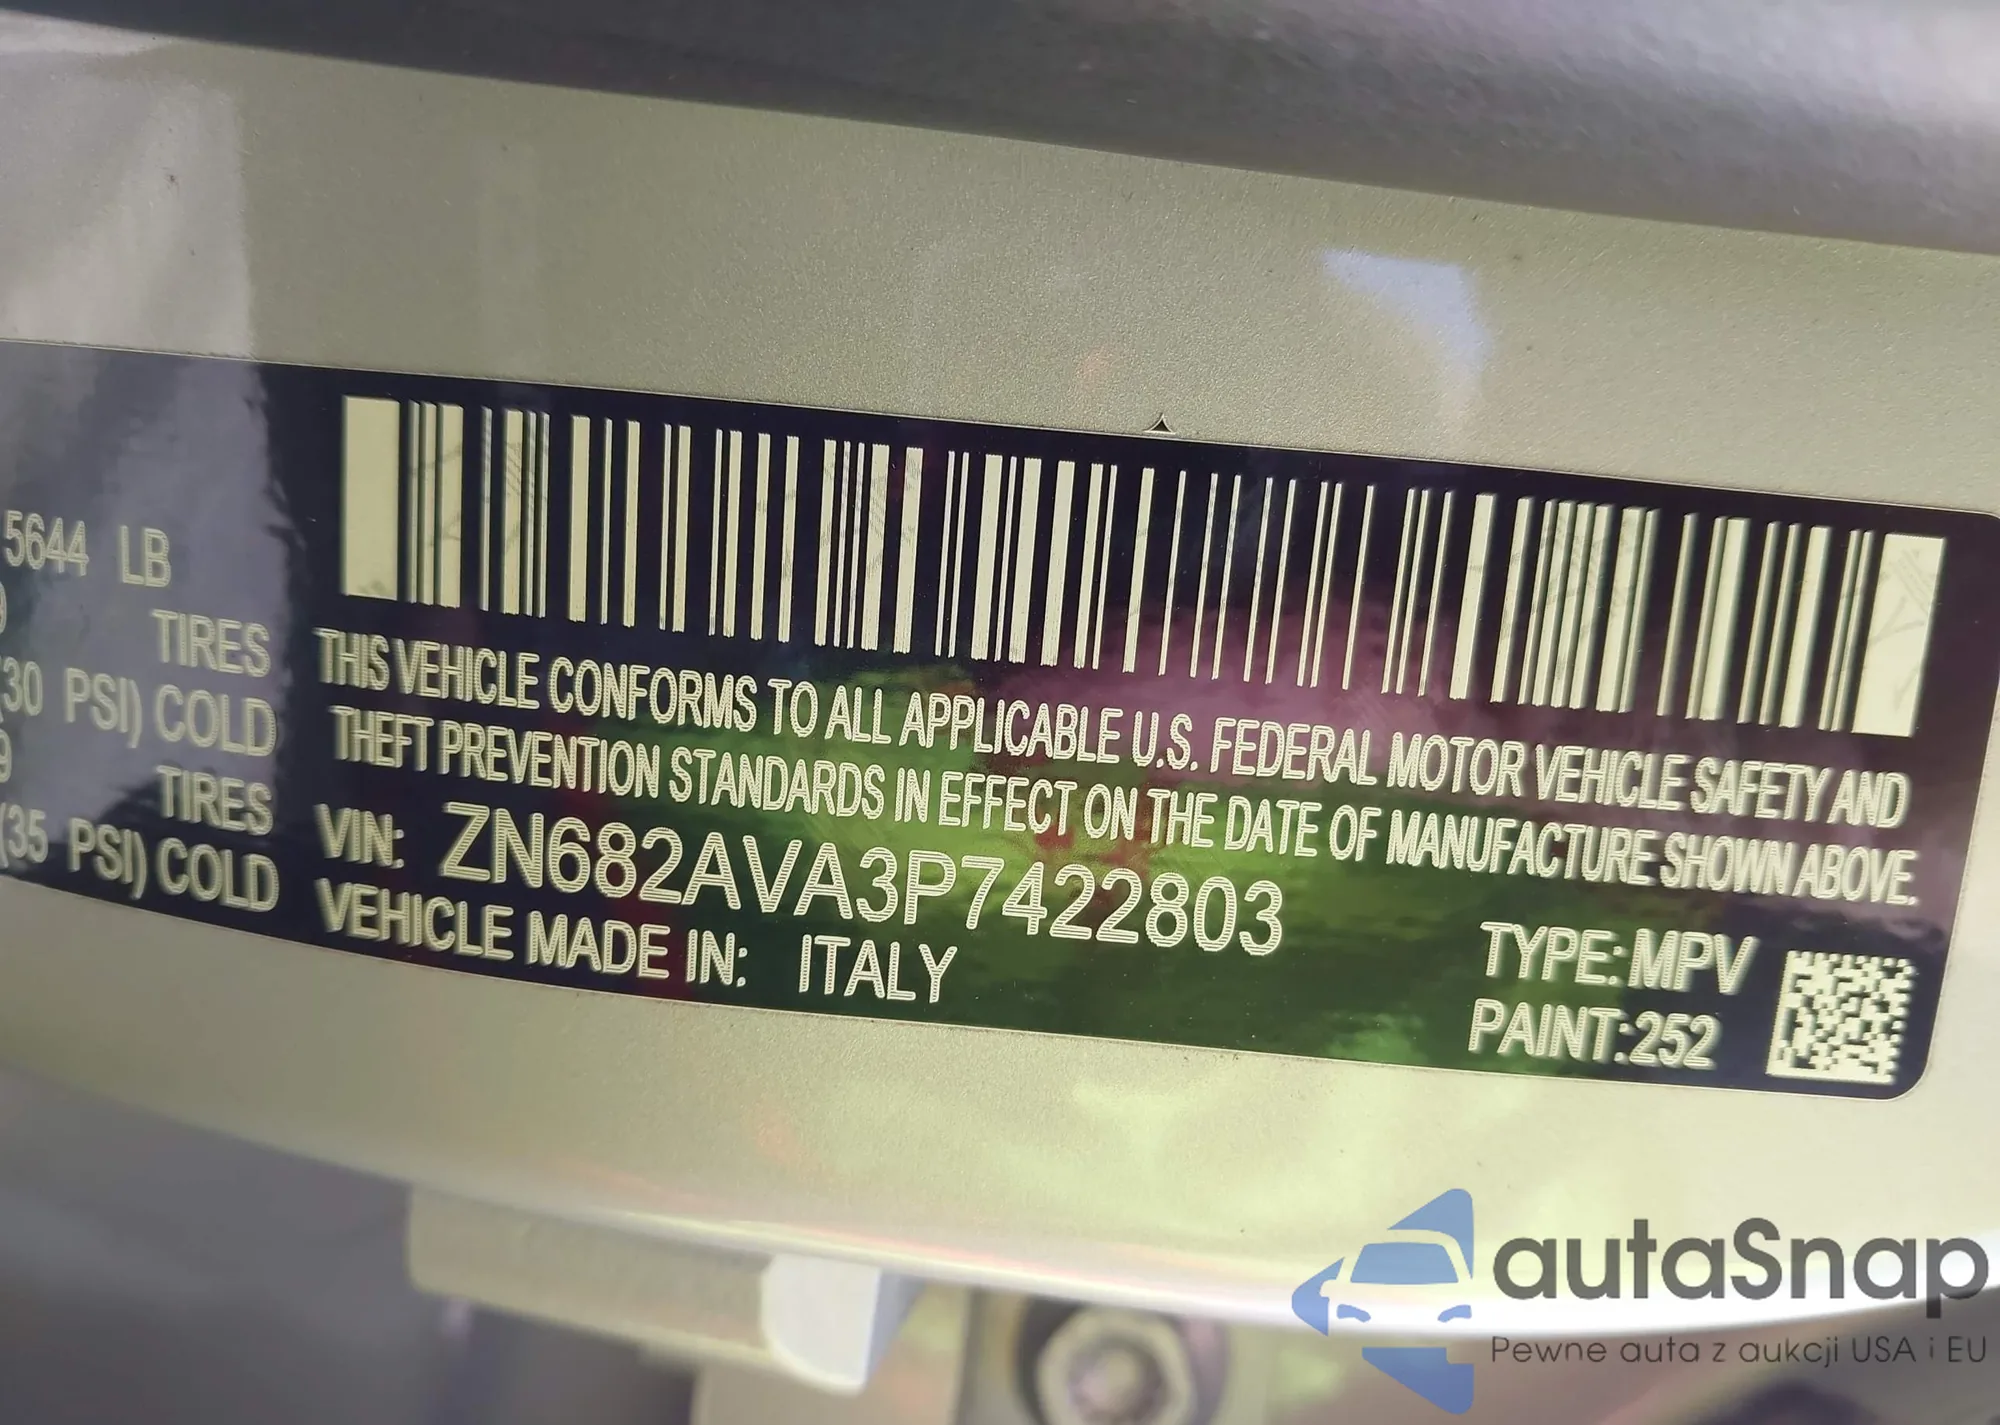 5644 LB
TIRES
(30 PSI) COLD
9
TIRES
(35 PSI) COLD
THIS VEHICLE CONFORMS TO ALL APPLICABLE U.S. FEDERAL MOTOR VEHICLE SAFETY AND
THEFT PREVENTION STANDARDS IN EFFECT ON THE DATE OF MANUFACTURE SHOWN ABOVE.
VIN: ZN682AVA3P7422803
VEHICLE MADE IN: ITALY
TYPE: MPV
PAINT:252
autaSnap
Pewne auta z aukcji USA i EU